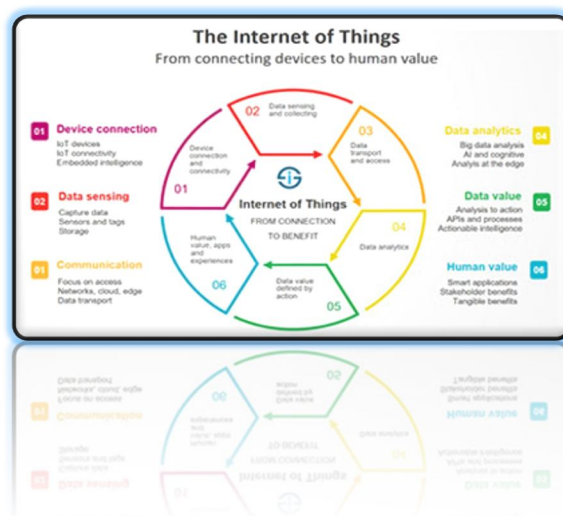 The Internet of Things
From connecting devices to human value
01 Device connection
IoT devices
IoT connectivity
Embedded intelligence
02 Data sensing
Capture data
Sensors and tags
Storage
01 Communication
Focus on access
Networks, cloud, edge
Data transport
01
Device
connection
and
connectivity
02
Data sensing
and collecting
03
Data
transport
and access
04
Data analytics
Data value
defined by
action
05
Human
value, apps
and
experiences
06
Internet of Things
FROM CONNECTION
TO BENEFIT
Data analytics 04
Big data analysis
AI and cognitive
Analysis at the edge
Data value 05
Analysis to action
APIs and processes
Actionable intelligence
Human value 06
Smart applications
Stakeholder benefits
Tangible benefits